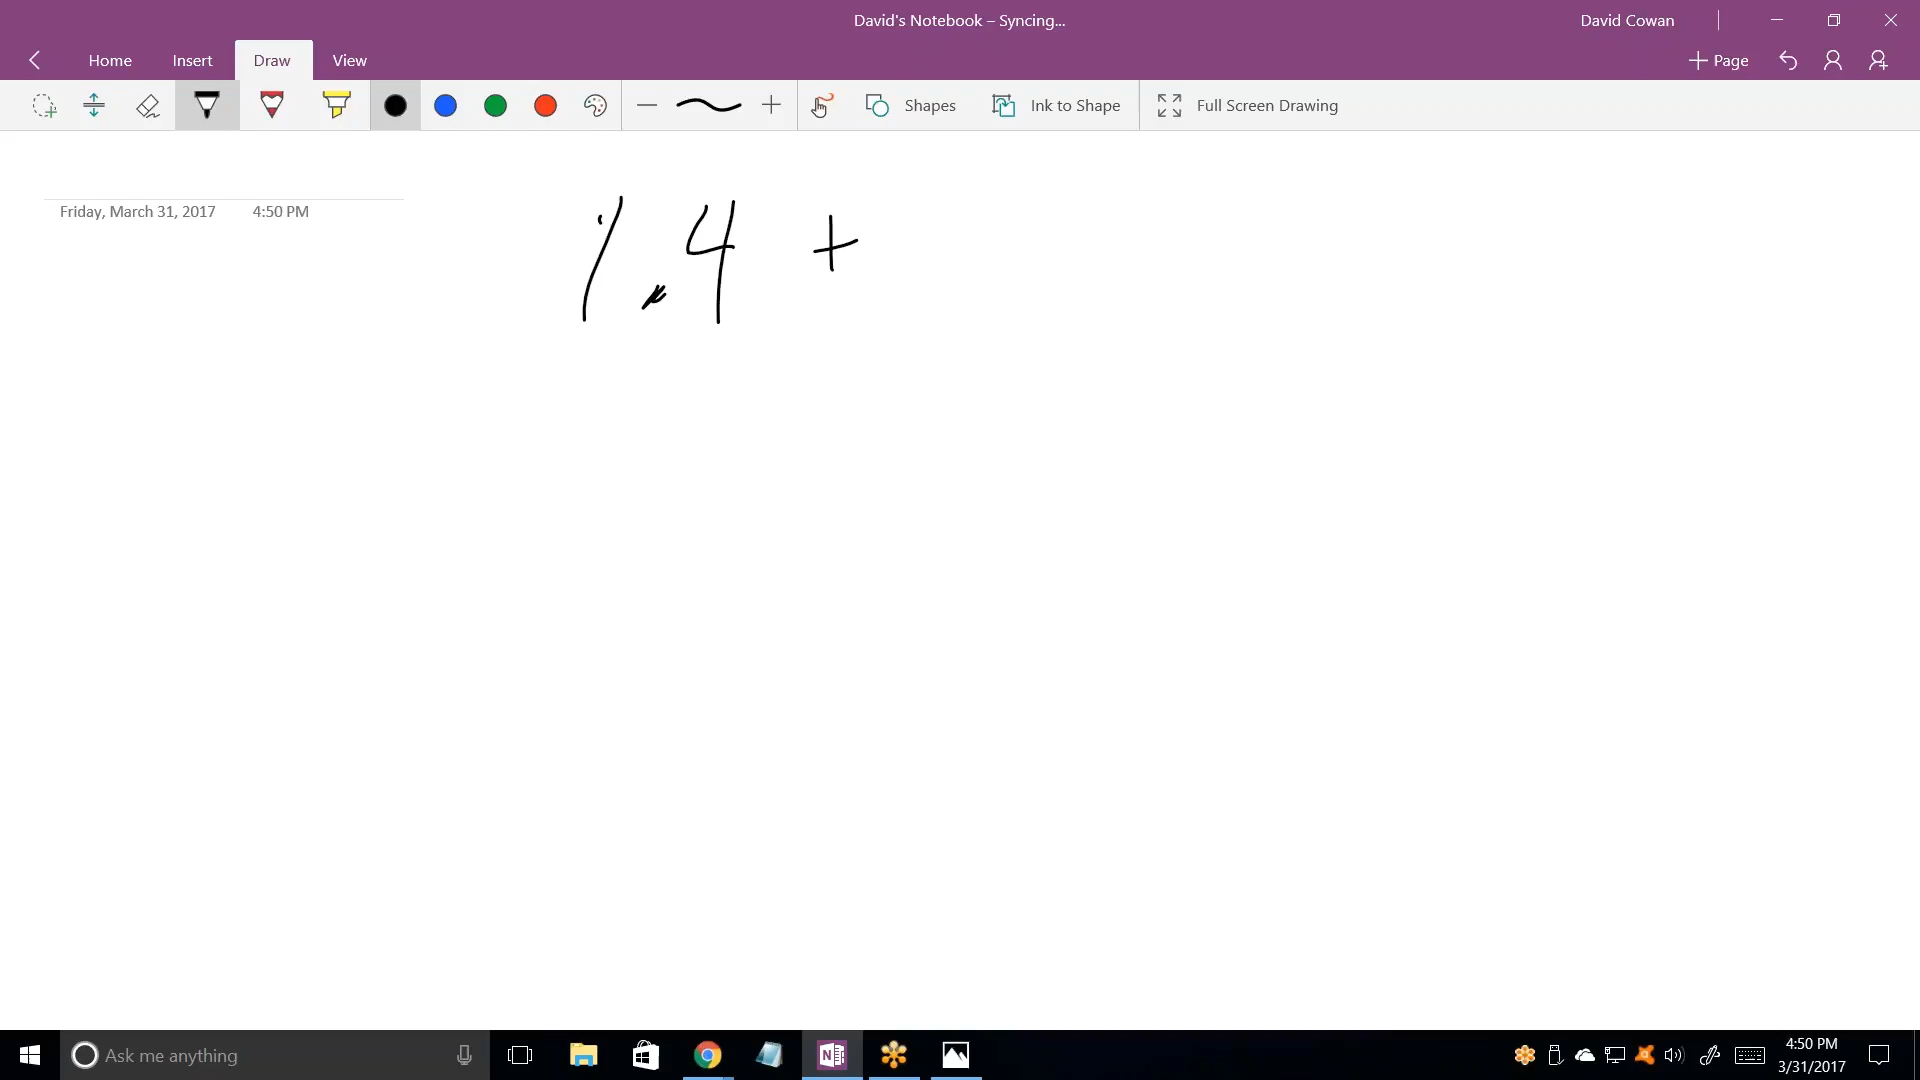 David's Notebook – Syncing...
David Cowan
Home Insert Draw View
Page
Shapes Ink to Shape Full Screen Drawing
Friday, March 31, 2017 4:50 PM
1.4 +
Ask me anything
4:50 PM
3/31/2017